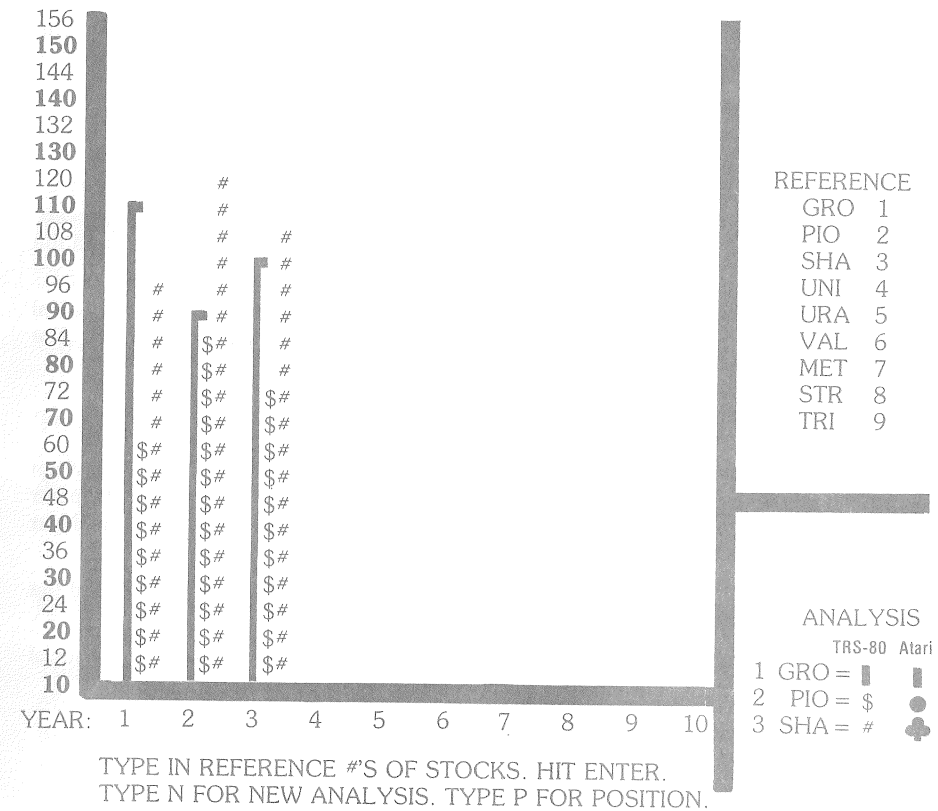 156
150
144
140
132
130
120 #
110 #
108 # #
REFERENCE
GRO 1
PIO 2
SHA 3
UNI 4
URA 5
VAL 6
MET 7
STR 8
TRI 9
100 # #
96 # # #
90 # # #
84 # $# #
80 # $# #
72 # $# $#
70 # $# $#
60 $# $# $#
50 $# $# $#
48 $# $# $#
40 $# $# $#
36 $# $# $#
30 $# $# $#
24 $# $# $#
20 $# $# $#
12 $# $# $#
10
YEAR: 1 2 3 4 5 6 7 8 9 10
ANALYSIS
TRS-80 Atari
1 GRO =
2 PIO = $
3 SHA = #
TYPE IN REFERENCE #'S OF STOCKS. HIT ENTER.
TYPE N FOR NEW ANALYSIS. TYPE P FOR POSITION.